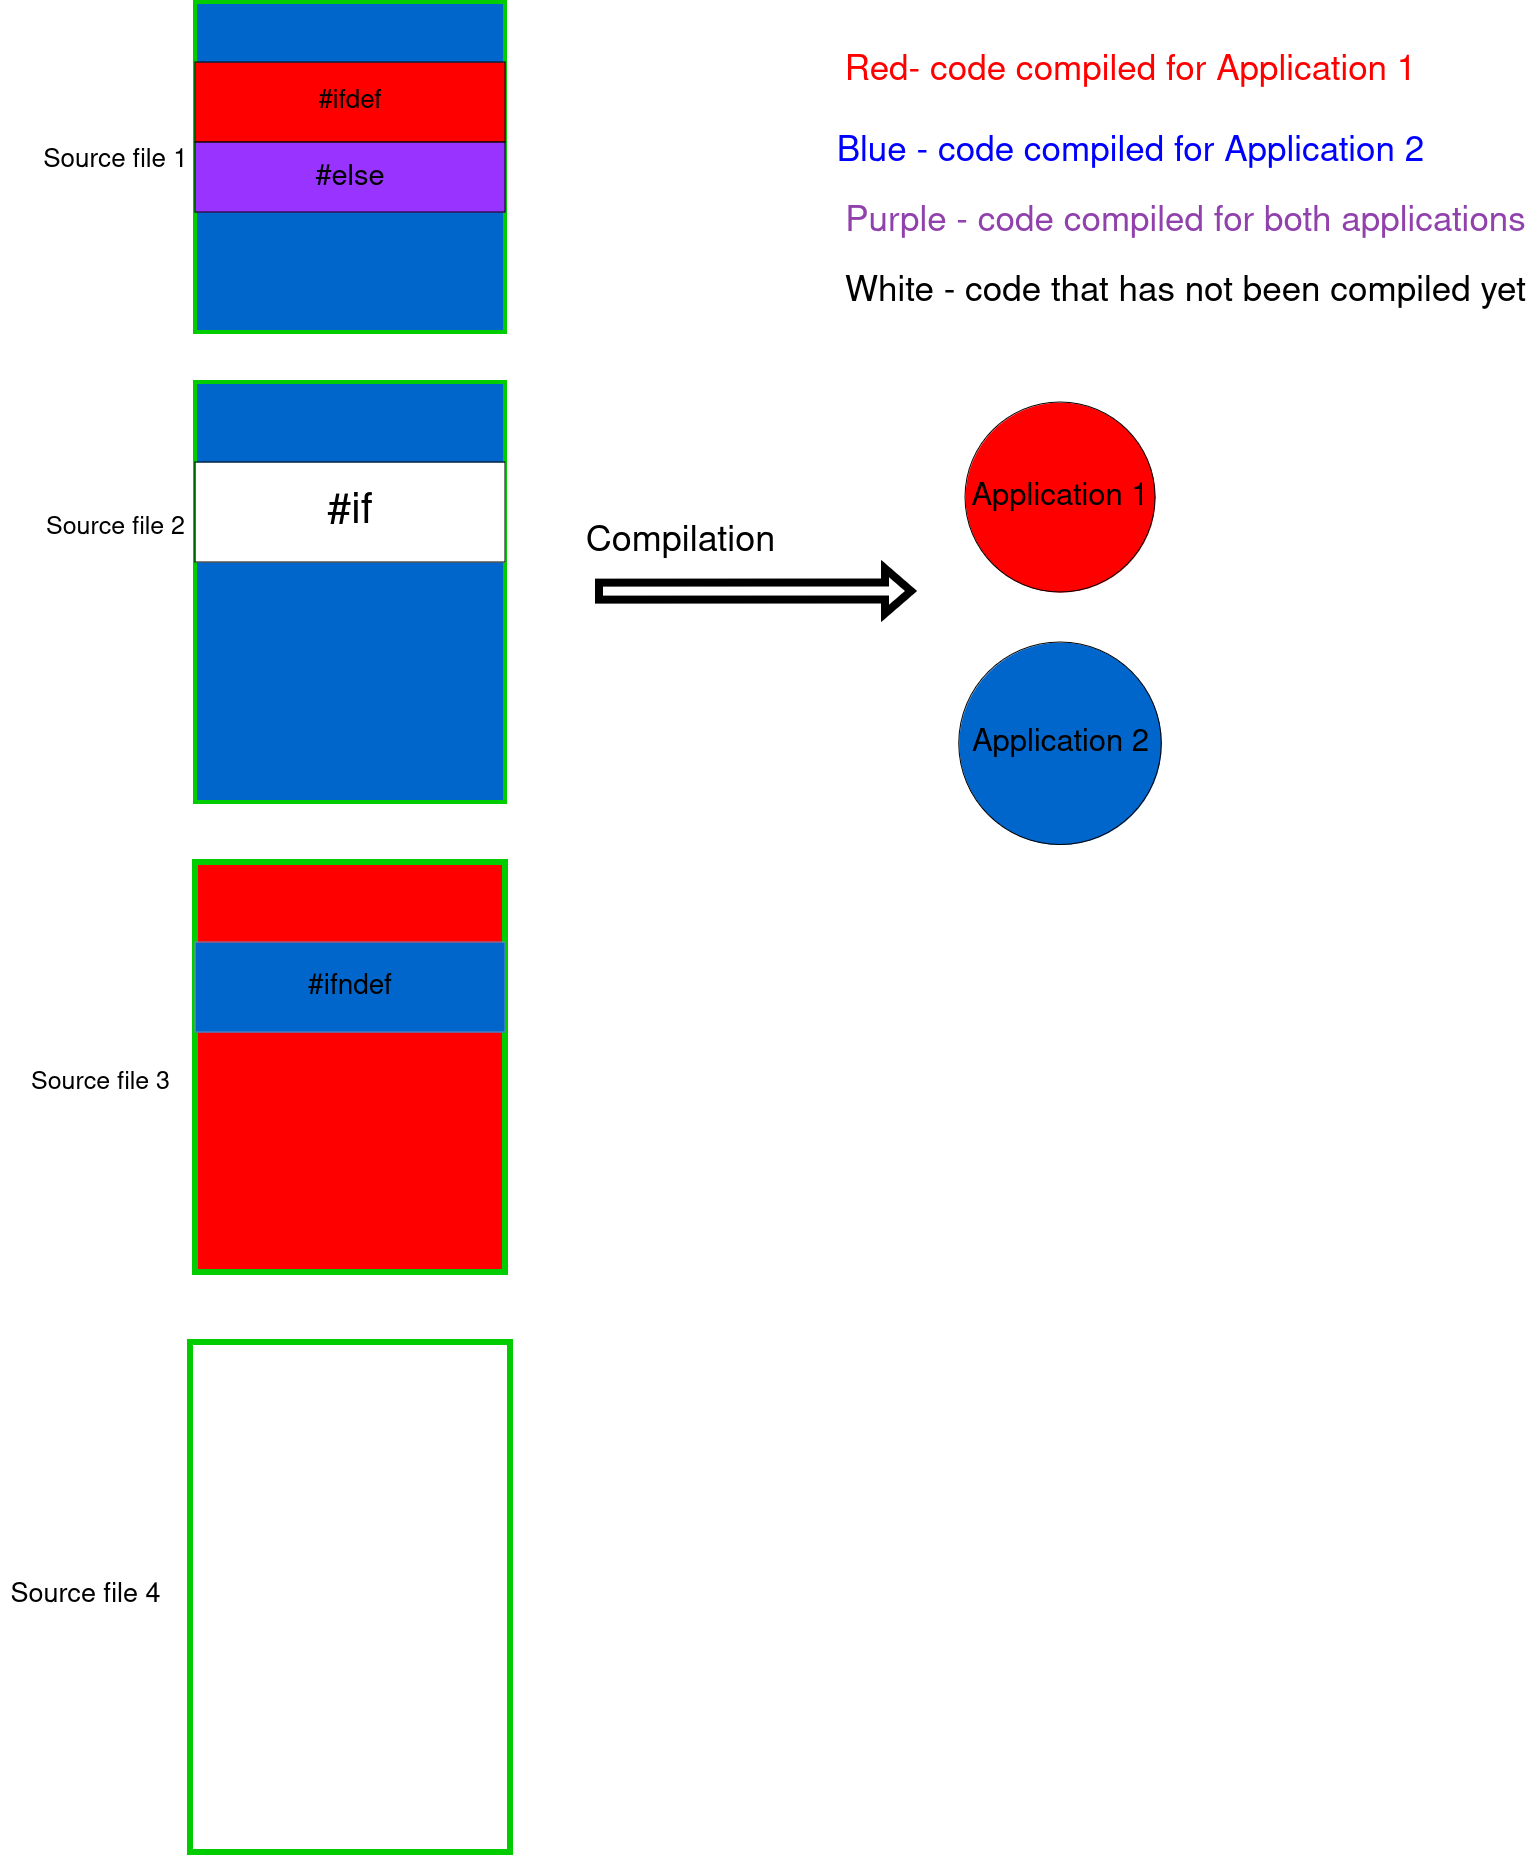 Red- code compiled for Application 1
#ifdef
Source file 1
Blue - code compiled for Application 2
#else
Purple - code compiled for both applications
White - code that has not been compiled yet
#if
Source file 2
Compilation
Application 1
Application 2
#ifndef
Source file 3
Source file 4